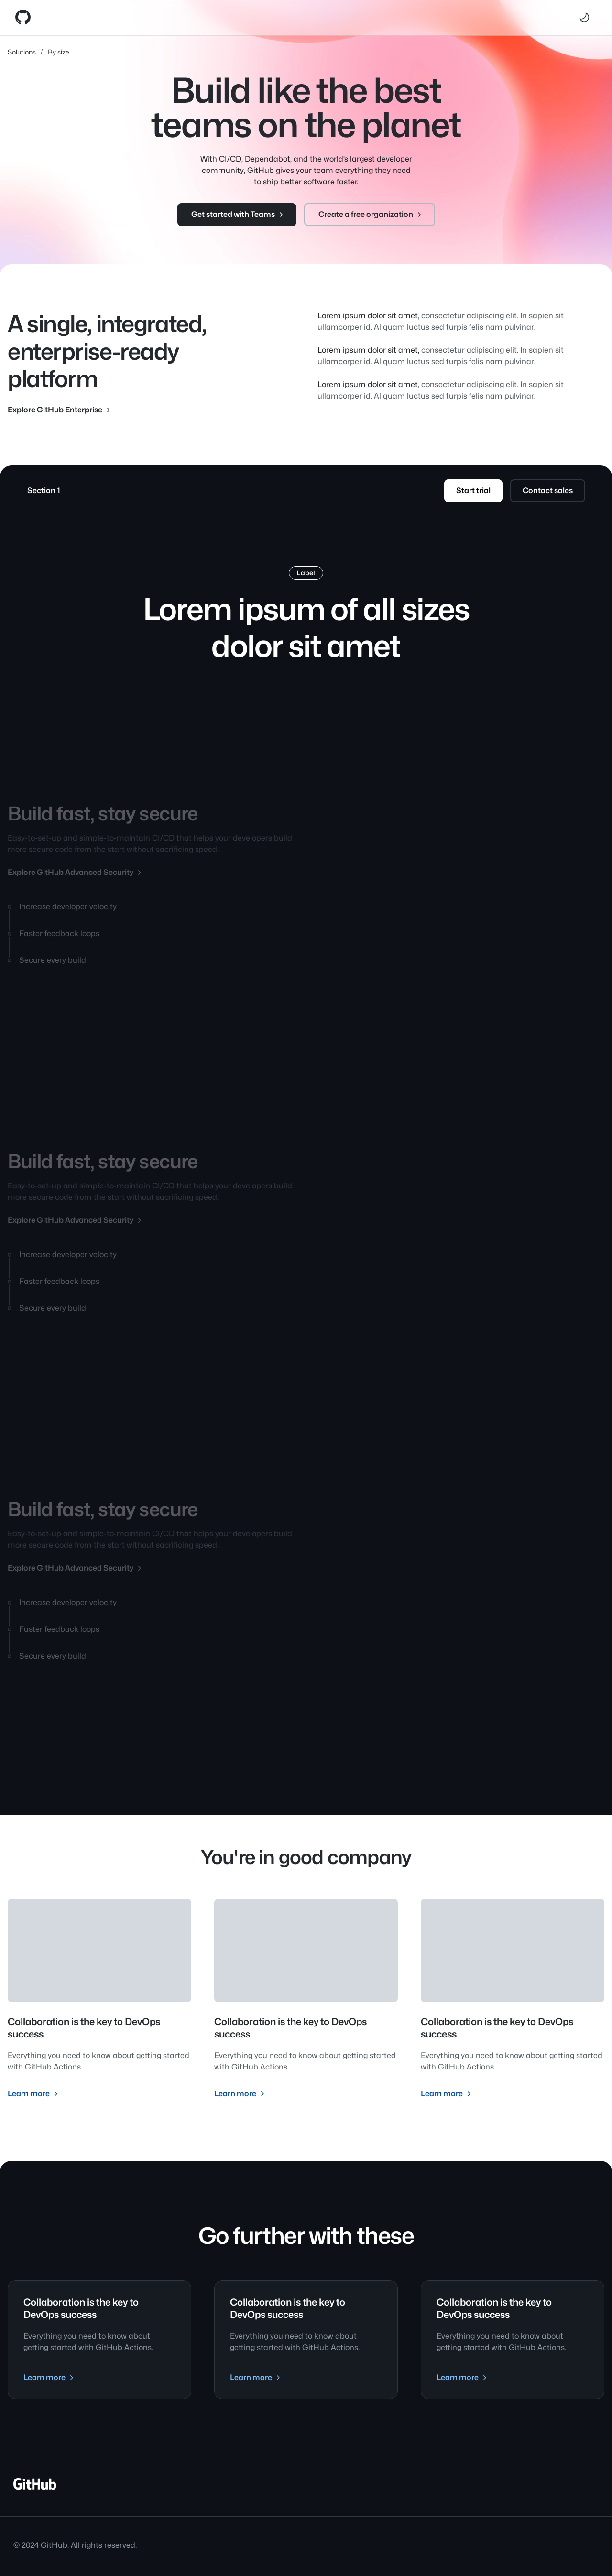 Solutions / By size
Build like the best
teams on the planet
With CI/CD, Dependabot, and the world's largest developer
community, GitHub gives your team everything they need
to ship better software faster.
Get started with Teams
Create a free organization
A single, integrated,
enterprise-ready
platform
Explore GitHub Enterprise
Lorem ipsum dolor sit amet, consectetur adipiscing elit. In sapien sit
ullamcorper id. Aliquam luctus sed turpis felis nam pulvinar.
Lorem ipsum dolor sit amet, consectetur adipiscing elit. In sapien sit
ullamcorper id. Aliquam luctus sed turpis felis nam pulvinar.
Lorem ipsum dolor sit amet, consectetur adipiscing elit. In sapien sit
ullamcorper id. Aliquam luctus sed turpis felis nam pulvinar.
Section 1
Start trial
Contact sales
Label
Lorem ipsum of all sizes
dolor sit amet
Build fast, stay secure
Easy-to-set-up and simple-to-maintain CI/CD that helps your developers build
more secure code from the start without sacrificing speed.
Explore GitHub Advanced Security
Increase developer velocity
Faster feedback loops
Secure every build
Build fast, stay secure
Easy-to-set-up and simple-to-maintain CI/CD that helps your developers build
more secure code from the start without sacrificing speed.
Explore GitHub Advanced Security
Increase developer velocity
Faster feedback loops
Secure every build
Build fast, stay secure
Easy-to-set-up and simple-to-maintain CI/CD that helps your developers build
more secure code from the start without sacrificing speed.
Explore GitHub Advanced Security
Increase developer velocity
Faster feedback loops
Secure every build
You're in good company
Collaboration is the key to DevOps
success
Everything you need to know about getting started
with GitHub Actions.
Learn more
Collaboration is the key to DevOps
success
Everything you need to know about getting started
with GitHub Actions.
Learn more
Collaboration is the key to DevOps
success
Everything you need to know about getting started
with GitHub Actions.
Learn more
Go further with these
Collaboration is the key to
DevOps success
Everything you need to know about
getting started with GitHub Actions.
Learn more
Collaboration is the key to
DevOps success
Everything you need to know about
getting started with GitHub Actions.
Learn more
Collaboration is the key to
DevOps success
Everything you need to know about
getting started with GitHub Actions.
Learn more
GitHub
© 2024 GitHub. All rights reserved.